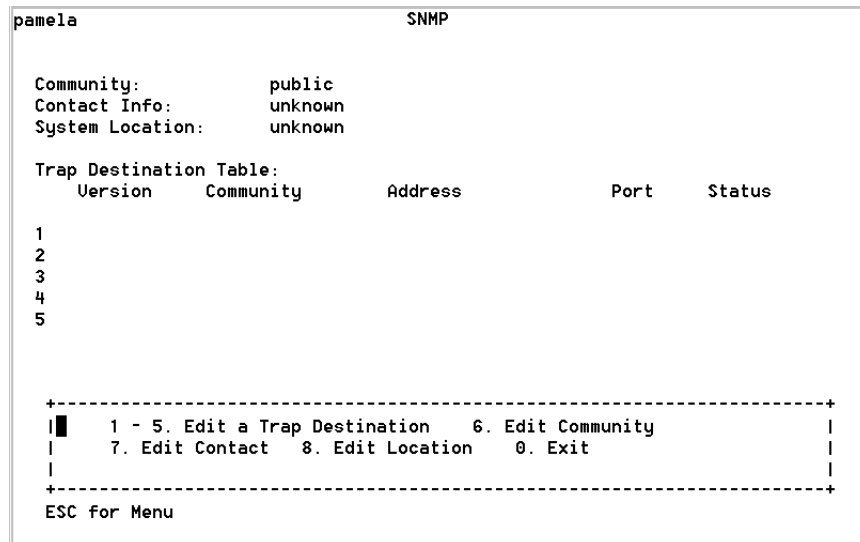 pamela SNMP
Community: public
Contact Info: unknown
System Location: unknown
Trap Destination Table:
Version Community Address Port Status
1
2
3
4
5
1 - 5. Edit a Trap Destination 6. Edit Community
7. Edit Contact 8. Edit Location 0. Exit
ESC for Menu